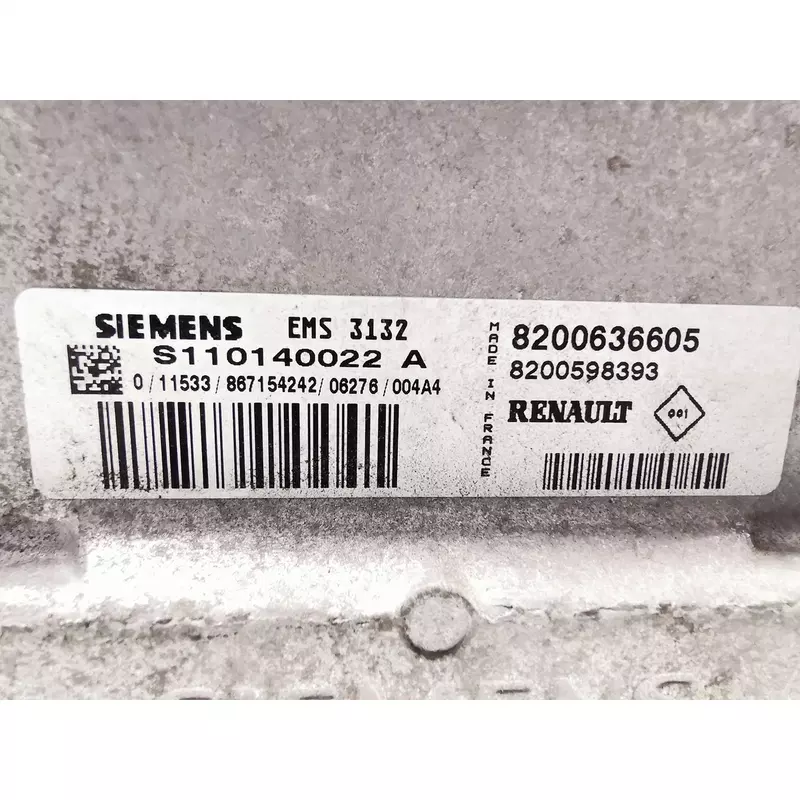 SIEMENS EMS 3132
S110140022 A
0/11533/867154242/06276/004A4
MADE IN FRANCE
8200636605
8200598393
RENAULT 001